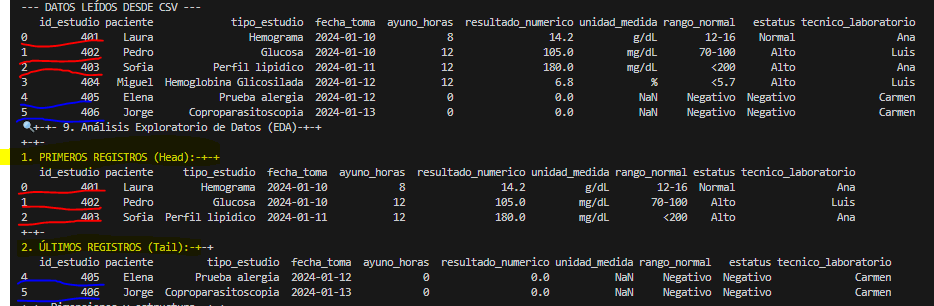 --- DATOS LEÍDOS DESDE CSV ---
id_estudio paciente tipo_estudio fecha_toma ayuno_horas resultado_numerico unidad_medida rango_normal estatus tecnico_laboratorio
0 401 Laura Hemograma 2024-01-10 8 14.2 g/dL 12-16 Normal Ana
1 402 Pedro Glucosa 2024-01-10 12 105.0 mg/dL 70-100 Alto Luis
2 403 Sofia Perfil lipidico 2024-01-11 12 180.0 mg/dL <200 Alto Ana
3 404 Miguel Hemoglobina Glicosilada 2024-01-12 12 6.8 % <5.7 Alto Luis
4 405 Elena Prueba alergia 2024-01-12 0 0.0 NaN Negativo Negativo Carmen
5 406 Jorge Coproparasitoscopia 2024-01-13 0 0.0 NaN Negativo Negativo Carmen
🔍+-+- 9. Análisis Exploratorio de Datos (EDA)-+-+
+-+-
1. PRIMEROS REGISTROS (Head):-+-+
id_estudio paciente tipo_estudio fecha_toma ayuno_horas resultado_numerico unidad_medida rango_normal estatus tecnico_laboratorio
0 401 Laura Hemograma 2024-01-10 8 14.2 g/dL 12-16 Normal Ana
1 402 Pedro Glucosa 2024-01-10 12 105.0 mg/dL 70-100 Alto Luis
2 403 Sofia Perfil lipidico 2024-01-11 12 180.0 mg/dL <200 Alto Ana
+-+-
2. ÚLTIMOS REGISTROS (Tail):-+-+
id_estudio paciente tipo_estudio fecha_toma ayuno_horas resultado_numerico unidad_medida rango_normal estatus tecnico_laboratorio
4 405 Elena Prueba alergia 2024-01-12 0 0.0 NaN Negativo Negativo Carmen
5 406 Jorge Coproparasitoscopia 2024-01-13 0 0.0 NaN Negativo Negativo Carmen